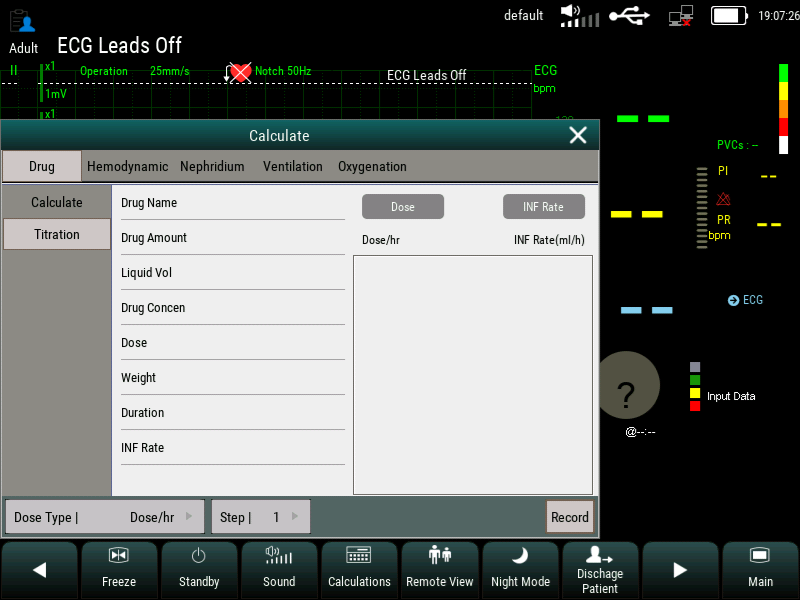 default
19:07:26
Adult
ECG Leads Off
II
x1
Operation
25mm/s
Notch 50Hz
ECG Leads Off
ECG
bpm
1mV
x1
PVCs : --
Calculate
Drug
Hemodynamic
Nephridium
Ventilation
Oxygenation
PI
--
PR
--
bpm
Calculate
Titration
Drug Name
Drug Amount
Liquid Vol
Drug Concen
Dose
Weight
Duration
INF Rate
Dose
INF Rate
Dose/hr
INF Rate(ml/h)
ECG
?
Input Data
@--:--
Dose Type |
Dose/hr
Step |
1
Record
Freeze
Standby
Sound
Calculations
Remote View
Night Mode
Dischage
Patient
Main